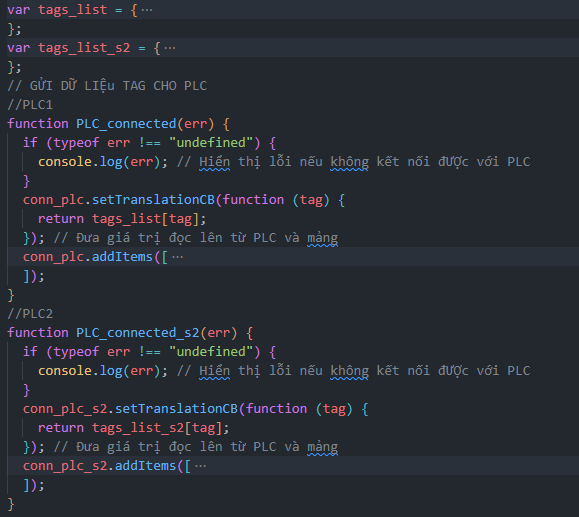 var tags_list = { ···
};
var tags_list_s2 = { ···
};
// GỬI DỮ LIỆu TAG CHO PLC
//PLC1
function PLC_connected(err) {
  if (typeof err !== "undefined") {
    console.log(err); // Hiển thị lỗi nếu không kết nối đƯỢc với PLC
  }
  conn_plc.setTranslationCB(function (tag) {
    return tags_list[tag];
  }); // Đưa giá trị đọc lên từ PLC và mảng
  conn_plc.addItems([ ···
  ]);
}
//PLC2
function PLC_connected_s2(err) {
  if (typeof err !== "undefined") {
    console.log(err); // Hiển thị lỗi nếu không kết nối đƯỢc với PLC
  }
  conn_plc_s2.setTranslationCB(function (tag) {
    return tags_list_s2[tag];
  }); // Đưa giá trị đọc lên từ PLC và mảng
  conn_plc_s2.addItems([ ···
  ]);
}